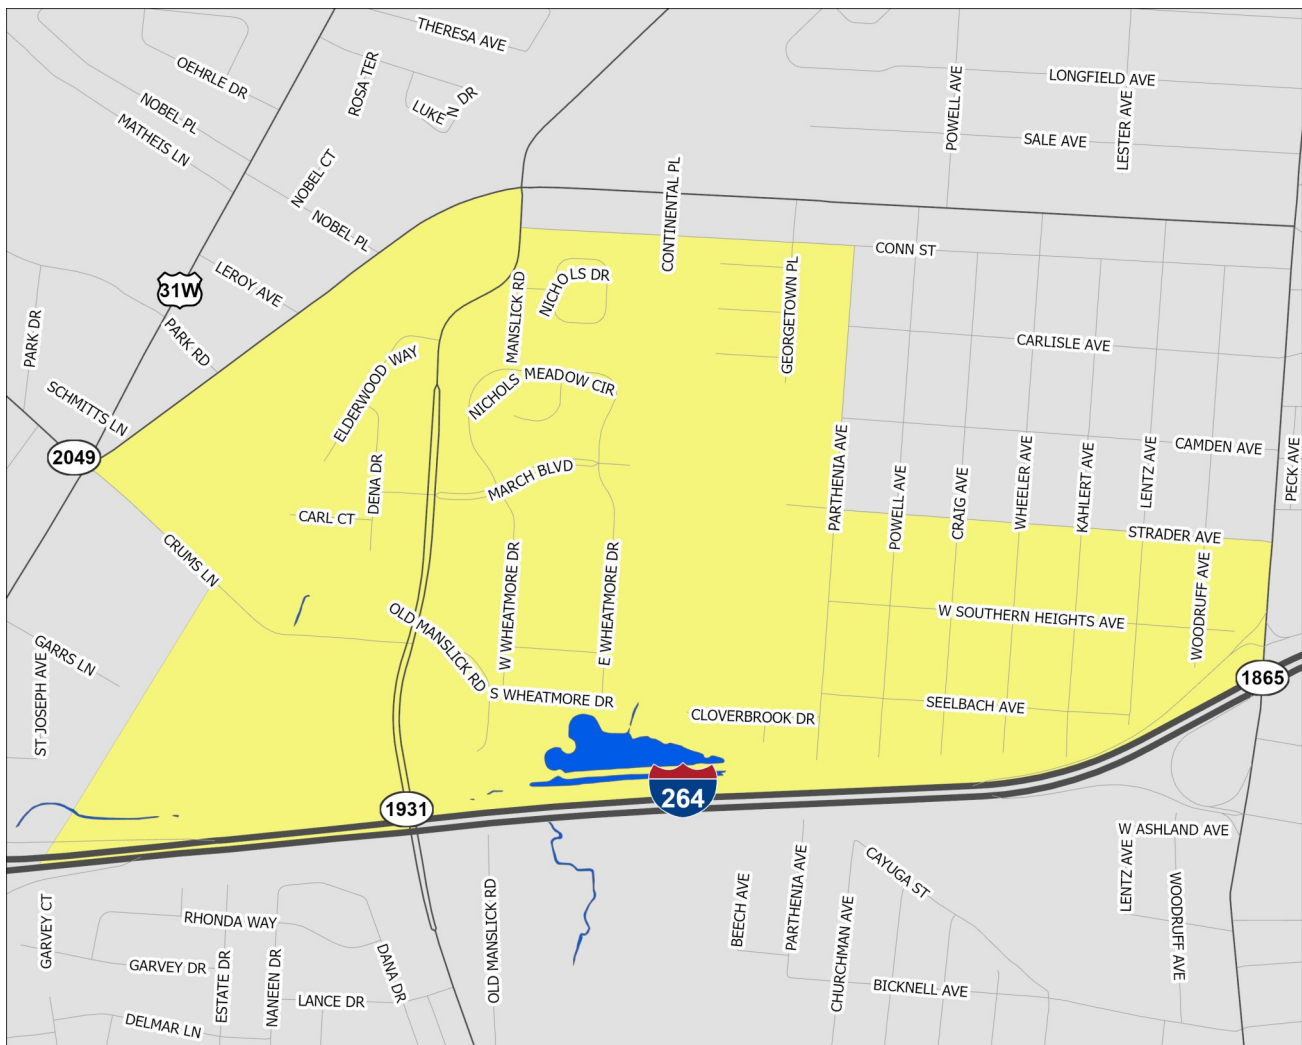 THERESA AVE
OEHRLE DR
ROSA TER
LUKEN DR
NOBEL PL
MATHEIS LN
POWELL AVE
LONGFIELD AVE
LESTER AVE
SALE AVE
NOBEL CT
CONTINENTAL PL
NOBEL PL
CONN ST
LEROY AVE
31W
MANSLICK RD
NICHOLS DR
GEORGETOWN PL
PARK DR
PARK RD
CARLISLE AVE
ELDERWOOD WAY
NICHOLS MEADOW CIR
SCHMITTS LN
2049
DENA DR
MARCH BLVD
PARTHENIA AVE
POWELL AVE
CRAIG AVE
WHEELER AVE
KAHLERT AVE
LENTZ AVE
CAMDEN AVE
PECK AVE
CARL CT
STRADER AVE
CRUMS LN
OLD MANSLICK RD
W WHEATMORE DR
E WHEATMORE DR
W SOUTHERN HEIGHTS AVE
WOODRUFF AVE
GARRS LN
ST JOSEPH AVE
S WHEATMORE DR
CLOVERBROOK DR
SEELBACH AVE
1865
264
1931
W ASHLAND AVE
GARVEY CT
RHONDA WAY
OLD MANSLICK RD
BEECH AVE
PARTHENIA AVE
CHURCHMAN AVE
CAYUGA ST
LENTZ AVE
WOODRUFF AVE
GARVEY DR
ESTATE DR
NANEEN DR
DANA DR
LANCE DR
BICKNELL AVE
DELMAR LN